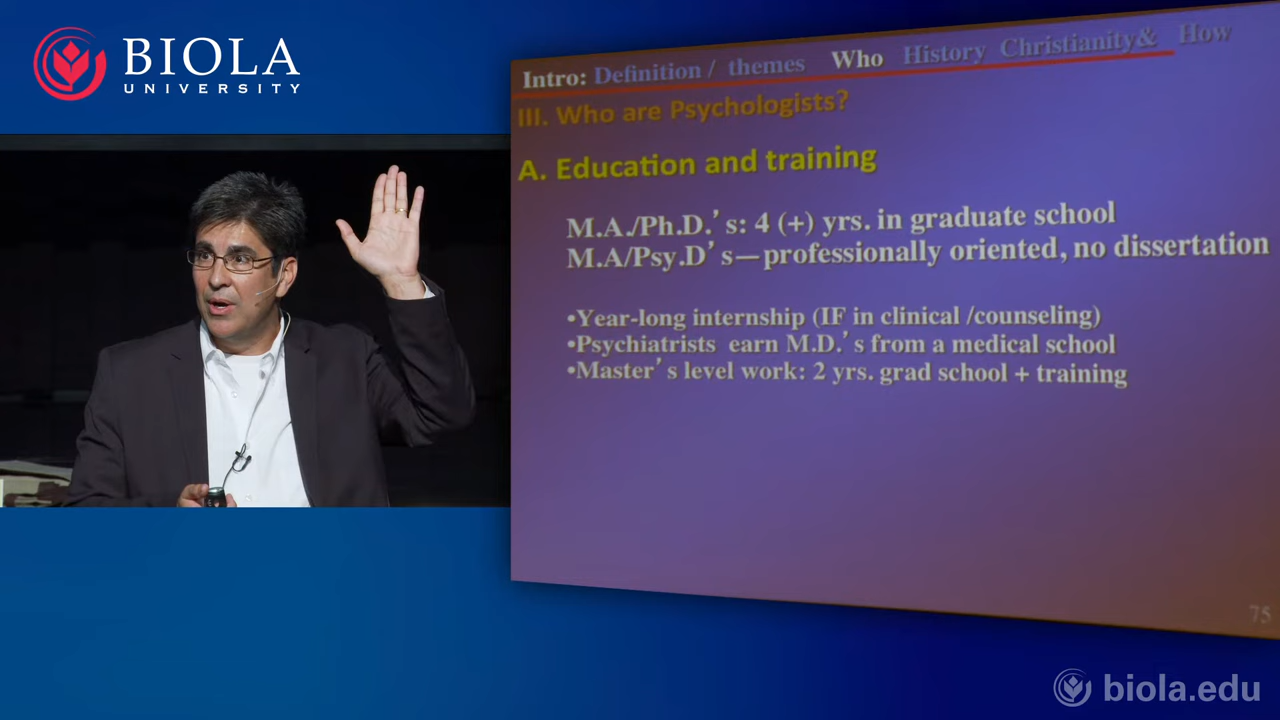 BIOLA
UNIVERSITY
Intro: Definition / themes Who History Christianity& How
III. Who are Psychologists?
A. Education and training
M.A./Ph.D.’s: 4 (+) yrs. in graduate school
M.A/Psy.D’s—professionally oriented, no dissertation
•Year-long internship (IF in clinical /counseling)
•Psychiatrists earn M.D.’s from a medical school
•Master’s level work: 2 yrs. grad school + training
75
biola.edu